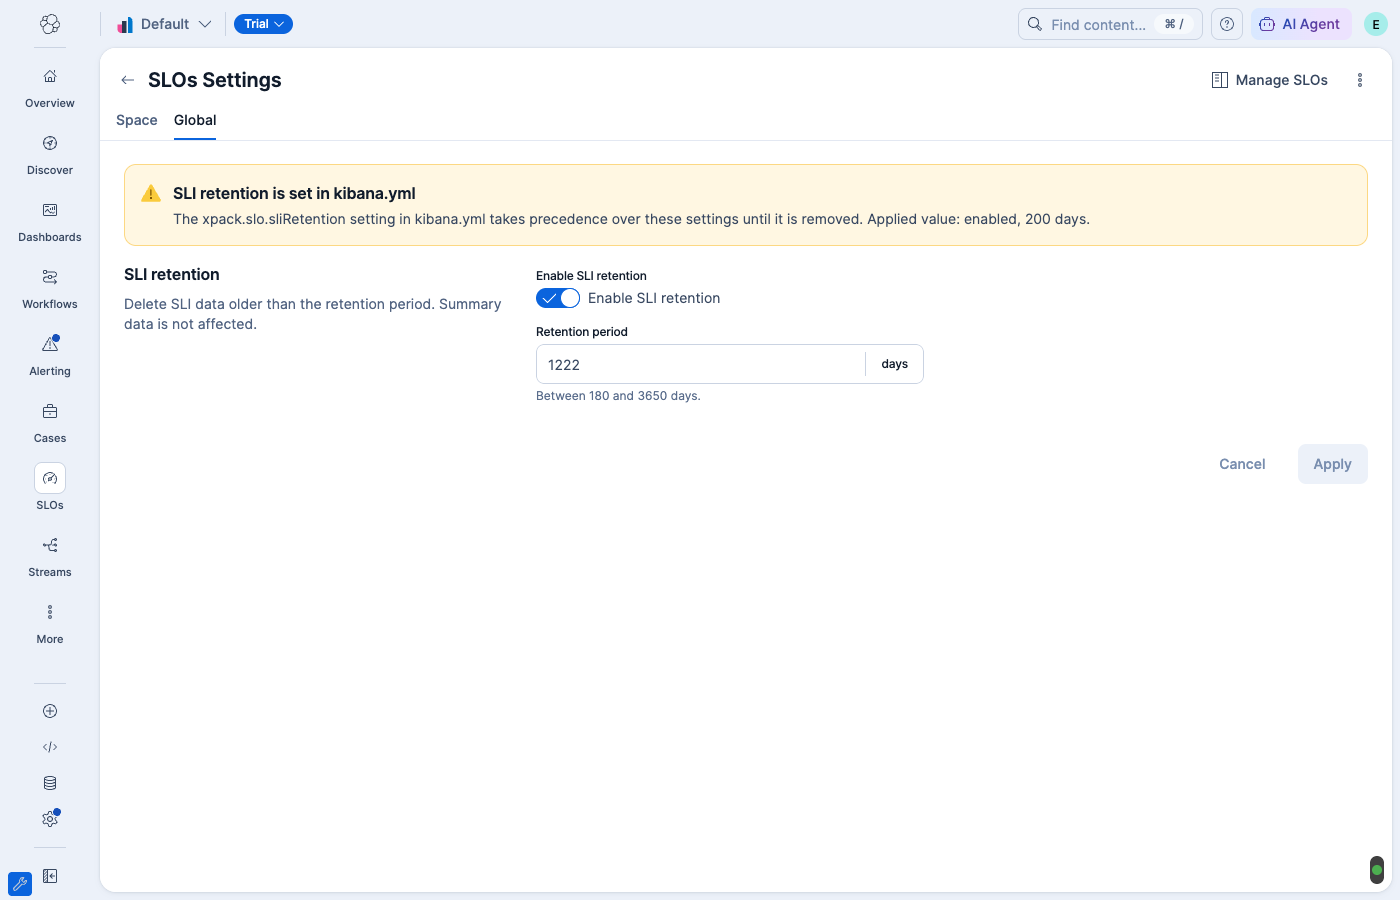 Default
Trial
Find content...
⌘ /
AI Agent
E
SLOs Settings
Manage SLOs
Space
Global
SLI retention is set in kibana.yml
The xpack.slo.sliRetention setting in kibana.yml takes precedence over these settings until it is removed. Applied value: enabled, 200 days.
SLI retention
Delete SLI data older than the retention period. Summary
data is not affected.
Enable SLI retention
Enable SLI retention
Retention period
1222
days
Between 180 and 3650 days.
Cancel
Apply
Overview
Discover
Dashboards
Workflows
Alerting
Cases
SLOs
Streams
More